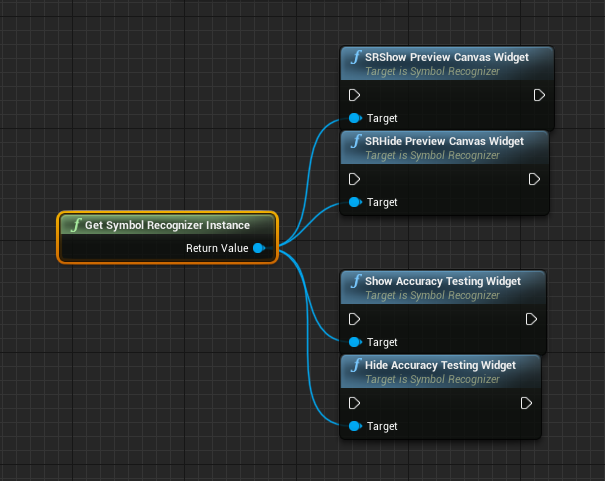 SRShow Preview Canvas Widget
Target is Symbol Recognizer
Target
SRHide Preview Canvas Widget
Target is Symbol Recognizer
Target
Get Symbol Recognizer Instance
Return Value
Show Accuracy Testing Widget
Target is Symbol Recognizer
Target
Hide Accuracy Testing Widget
Target is Symbol Recognizer
Target